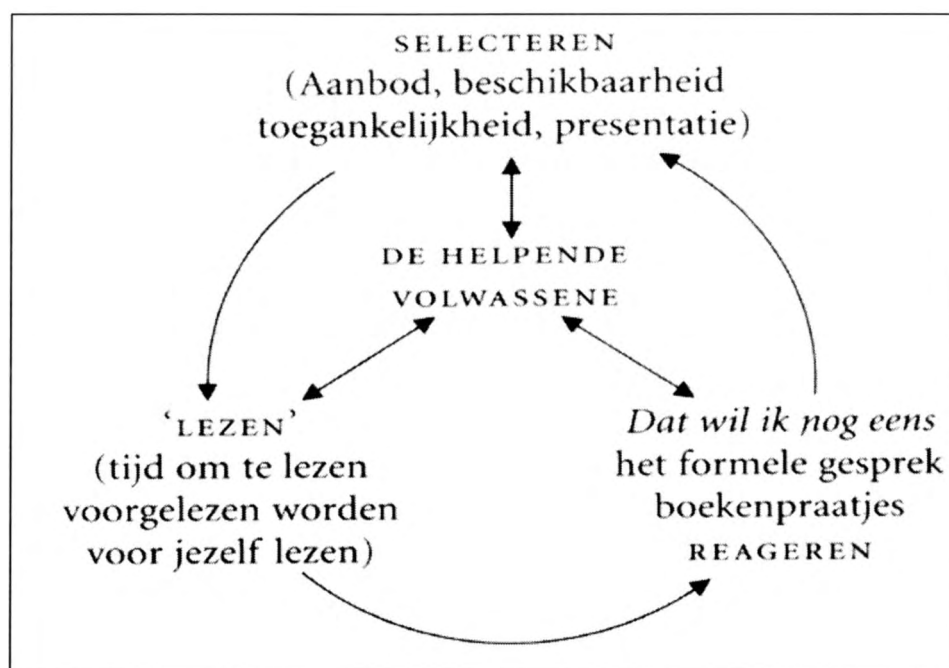 SELECTEREN
(Aanbod, beschikbaarheid
toegankelijkheid, presentatie)
DE HELPENDE
VOLWASSENE
‘LEZEN’
(tijd om te lezen
voorgelezen worden
voor jezelf lezen)
Dat wil ik nog eens
het formele gesprek
boekenpraatjes
REAGEREN